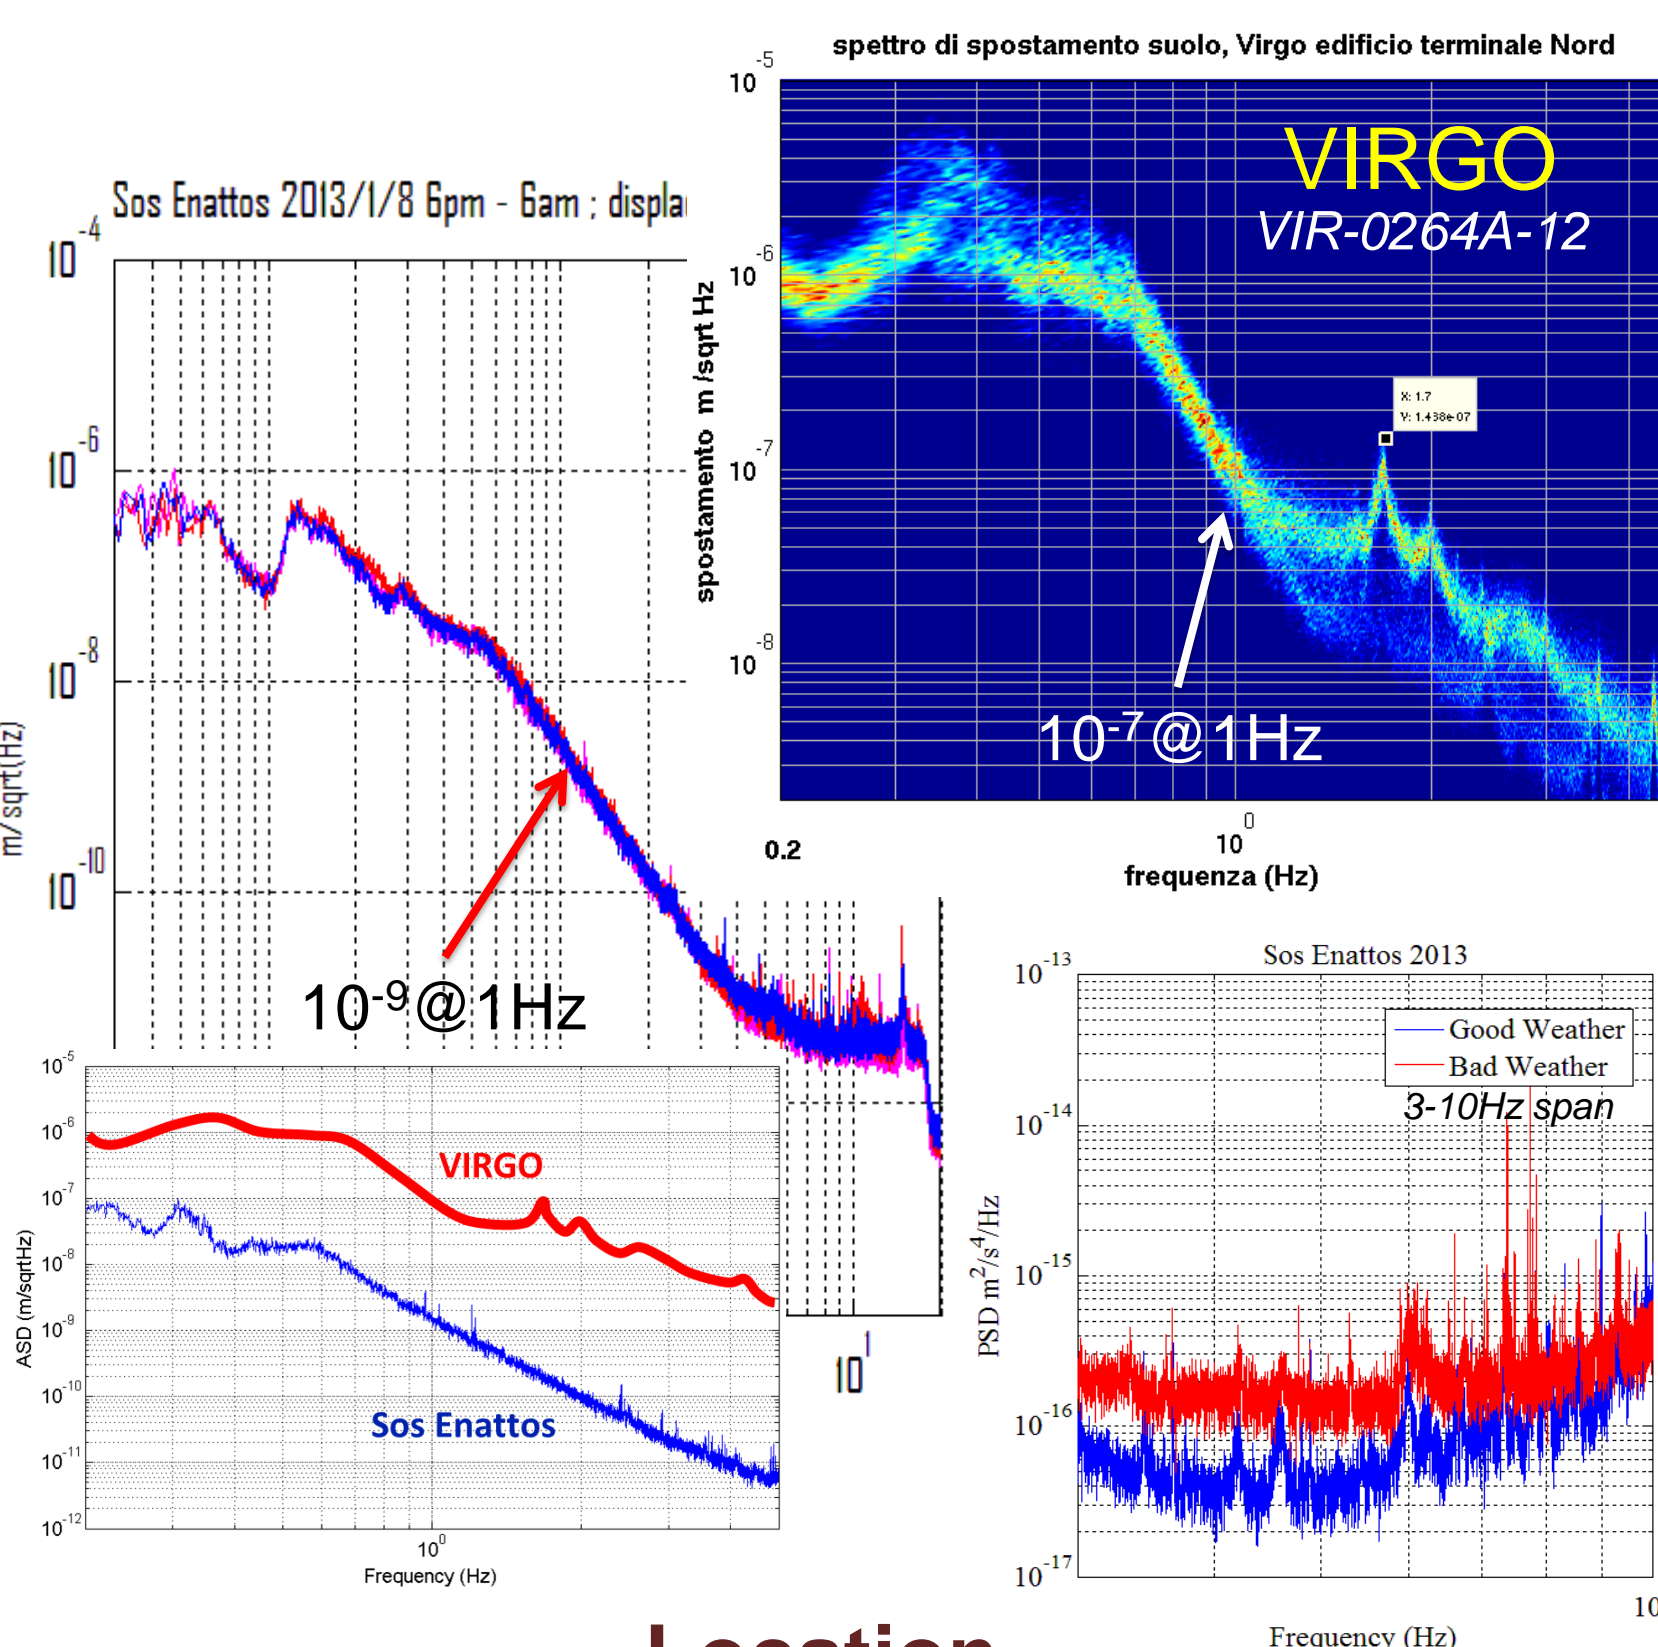 spettro di spostamento suolo, Virgo edificio terminale Nord
10^-5
10^-6
10^-7
10^-8
spostamento m /sqrt Hz
VIRGO
VIR-0264A-12
X: 1.7
Y: 1.438e-07
10^-7@1Hz
0.2
10^0
frequenza (Hz)
Sos Enattos 2013/1/8 6pm - 6am ; displa
10^-4
10^-6
10^-8
10^-10
m/sqrt(Hz)
10^-9@1Hz
10^1
10^-5
10^-6
10^-7
10^-8
10^-9
10^-10
10^-11
10^-12
ASD (m/sqrtHz)
VIRGO
Sos Enattos
10^0
Frequency (Hz)
Sos Enattos 2013
10^-13
10^-14
10^-15
10^-16
10^-17
PSD m^2/s^4/Hz
Good Weather
Bad Weather
3-10Hz span
10
Frequency (Hz)
Location